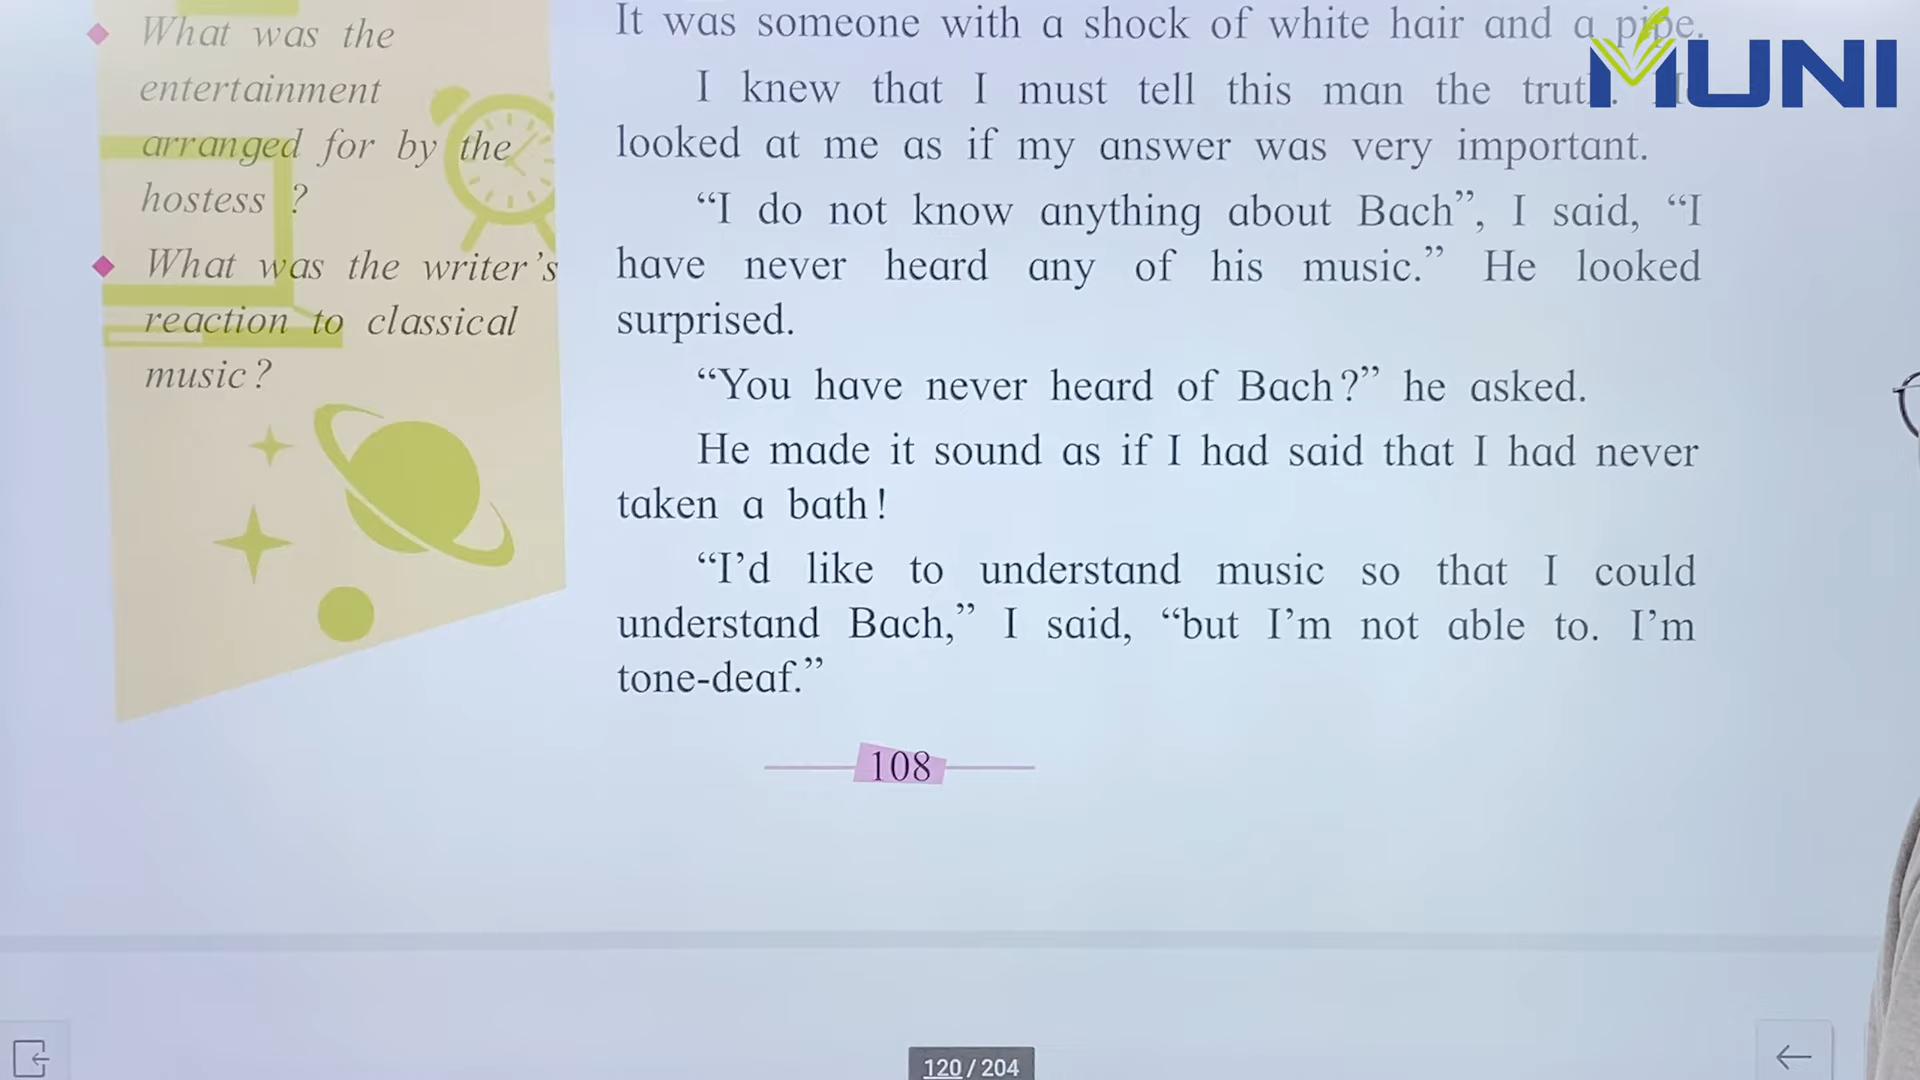 What was the
entertainment
arranged for by the
hostess ?
What was the writer's
reaction to classical
music?
It was someone with a shock of white hair and a pipe.
I knew that I must tell this man the truth. He
looked at me as if my answer was very important.
“I do not know anything about Bach”, I said, “I
have never heard any of his music.” He looked
surprised.
“You have never heard of Bach?” he asked.
He made it sound as if I had said that I had never
taken a bath!
“I’d like to understand music so that I could
understand Bach,” I said, “but I’m not able to. I’m
tone-deaf.”
108
MUNI
120 / 204